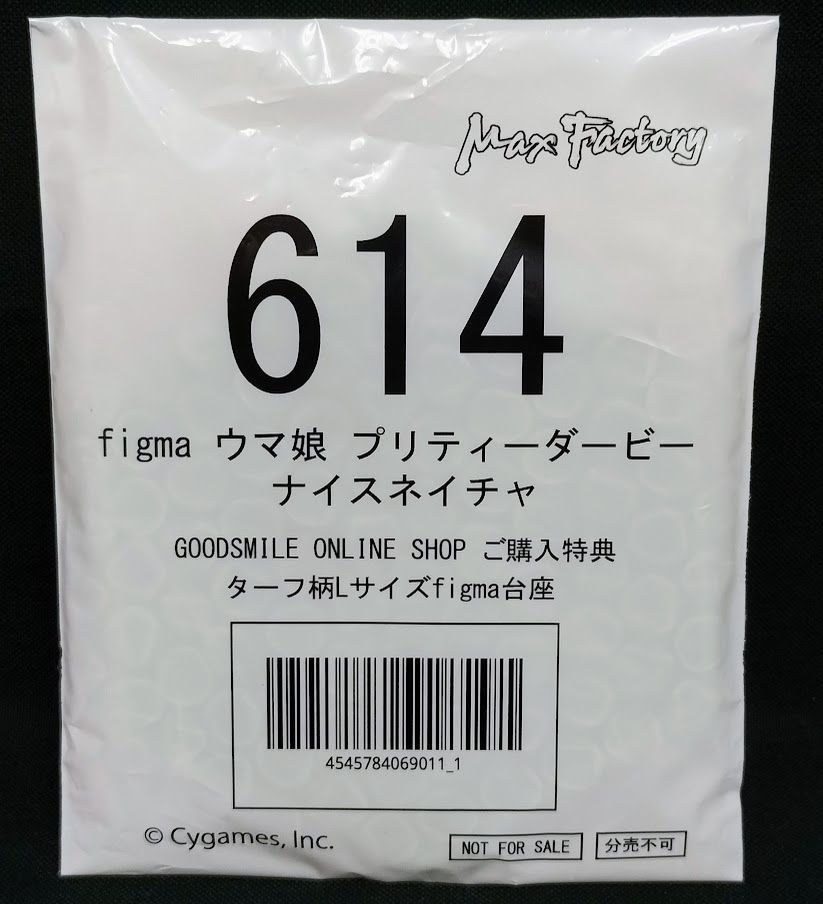 Max Factory
614
figma ウマ娘 プリティーダービー
ナイスネイチャ
GOODSMILE ONLINE SHOP ご購入特典
ターフ柄Lサイズfigma台座
4545784069011_1
© Cygames, Inc.
NOT FOR SALE
分売不可